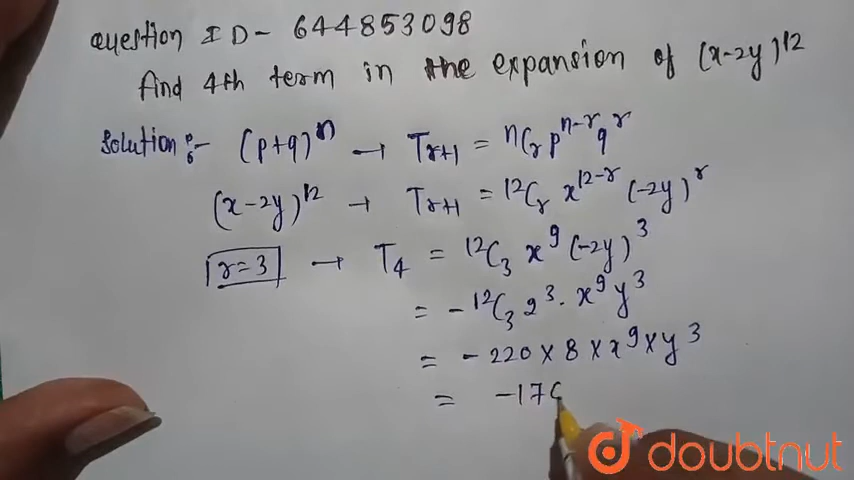 Question ID - 644853098
Find 4th term in the expansion of (x-2y)^12
Solution:- (p+q)^n → T_{r+1} = ^nC_r p^{n-r} q^r
(x-2y)^12 → T_{r+1} = ^12C_r x^{12-r} (-2y)^r
r=3 → T_4 = ^12C_3 x^9 (-2y)^3
= -^12C_3 2^3 · x^9 y^3
= -220 × 8 × x^9 × y^3
= -176
doubtnut